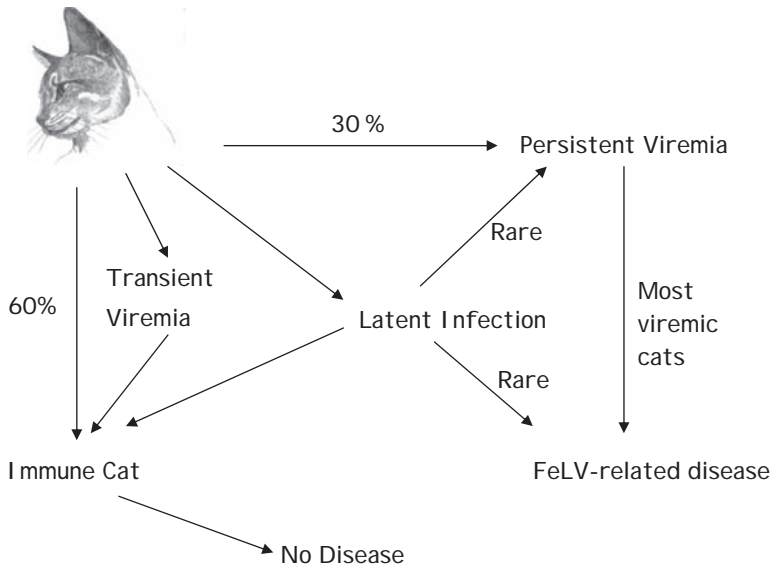 30%
Persistent Viremia
Rare
Transient
Viremia
60%
Latent Infection
Most
viremic
cats
Rare
Immune Cat
FeLV-related disease
No Disease